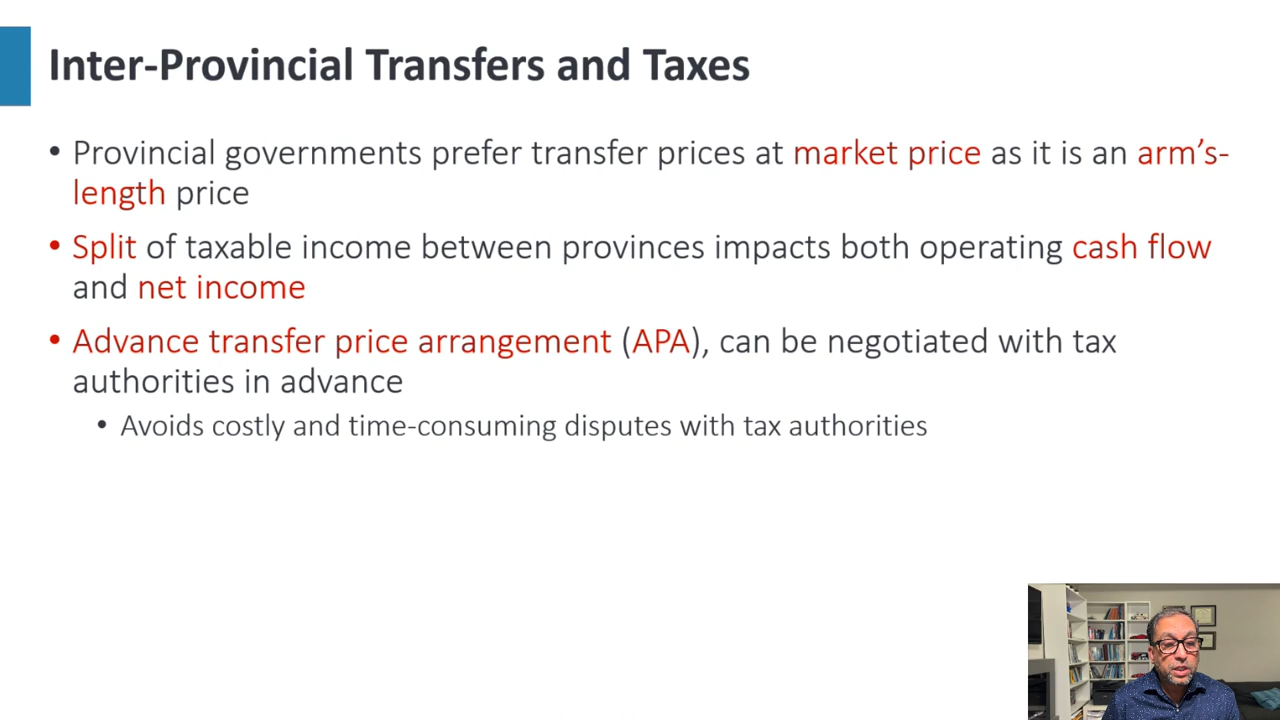 Inter-Provincial Transfers and Taxes
• Provincial governments prefer transfer prices at market price as it is an arm’s-
length price
• Split of taxable income between provinces impacts both operating cash flow
and net income
• Advance transfer price arrangement (APA), can be negotiated with tax
authorities in advance
• Avoids costly and time-consuming disputes with tax authorities